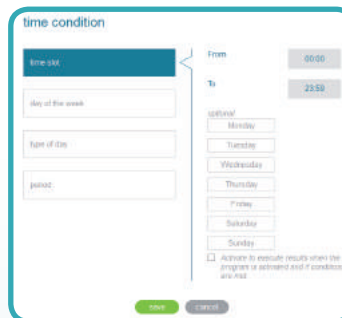 time condition
time slot
day of the week
type of day
period
From
00:00
To
23:59
optional
Monday
Tuesday
Wednesday
Thursday
Friday
Saturday
Sunday
Activate to execute results when the
program is activated and if conditions
are met.
save
cancel